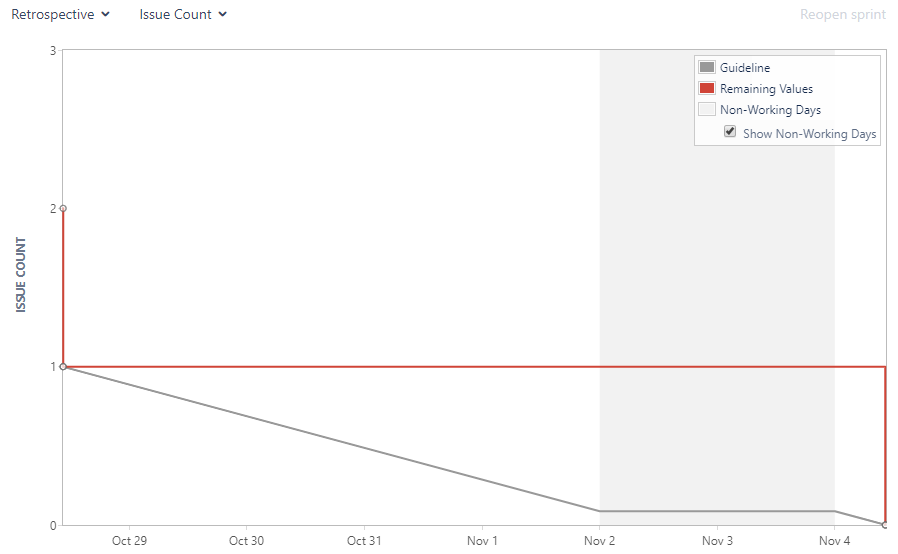 Retrospective Issue Count Reopen sprint
3
Guideline
Remaining Values
Non-Working Days
Show Non-Working Days
2
ISSUE COUNT
1
0
Oct 29 Oct 30 Oct 31 Nov 1 Nov 2 Nov 3 Nov 4